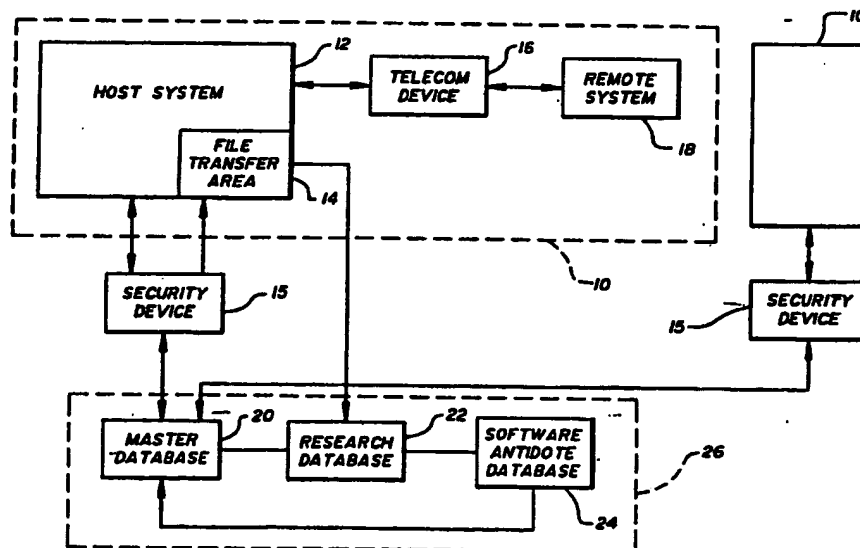 12
HOST SYSTEM
FILE
TRANSFER
AREA
14
16
TELECOM
DEVICE
REMOTE
SYSTEM
18
10
SECURITY
DEVICE
15
15
SECURITY
DEVICE
20
MASTER
DATABASE
22
RESEARCH
DATABASE
SOFTWARE
ANTIDOTE
DATABASE
24
26